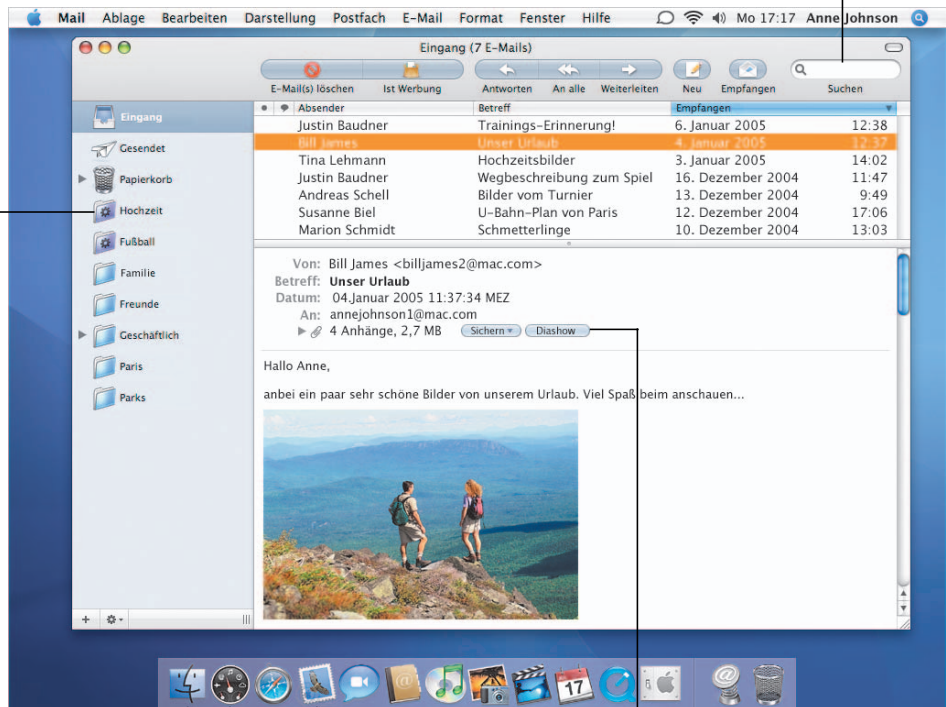 Mail Ablage Bearbeiten Darstellung Postfach E-Mail Format Fenster Hilfe Mo 17:17 Anne Johnson
Eingang (7 E-Mails)
E-Mail(s) löschen Ist Werbung Antworten An alle Weiterleiten Neu Empfangen Suchen
Eingang
Gesendet
Papierkorb
Hochzeit
Fußball
Familie
Freunde
Geschäftlich
Paris
Parks
Absender Betreff Empfangen
Justin Baudner Trainings-Erinnerung! 6. Januar 2005 12:38
Bill James Unser Urlaub 4. Januar 2005 12:37
Tina Lehmann Hochzeitsbilder 3. Januar 2005 14:02
Justin Baudner Wegbeschreibung zum Spiel 16. Dezember 2004 11:47
Andreas Schell Bilder vom Turnier 13. Dezember 2004 9:49
Susanne Biel U-Bahn-Plan von Paris 12. Dezember 2004 17:06
Marion Schmidt Schmetterlinge 10. Dezember 2004 13:03
Von: Bill James <billjames2@mac.com>
Betreff: Unser Urlaub
Datum: 04.Januar 2005 11:37:34 MEZ
An: annejohnson1@mac.com
4 Anhänge, 2,7 MB Sichern Diashow
Hallo Anne,
anbei ein paar sehr schöne Bilder von unserem Urlaub. Viel Spaß beim anschauen...
17